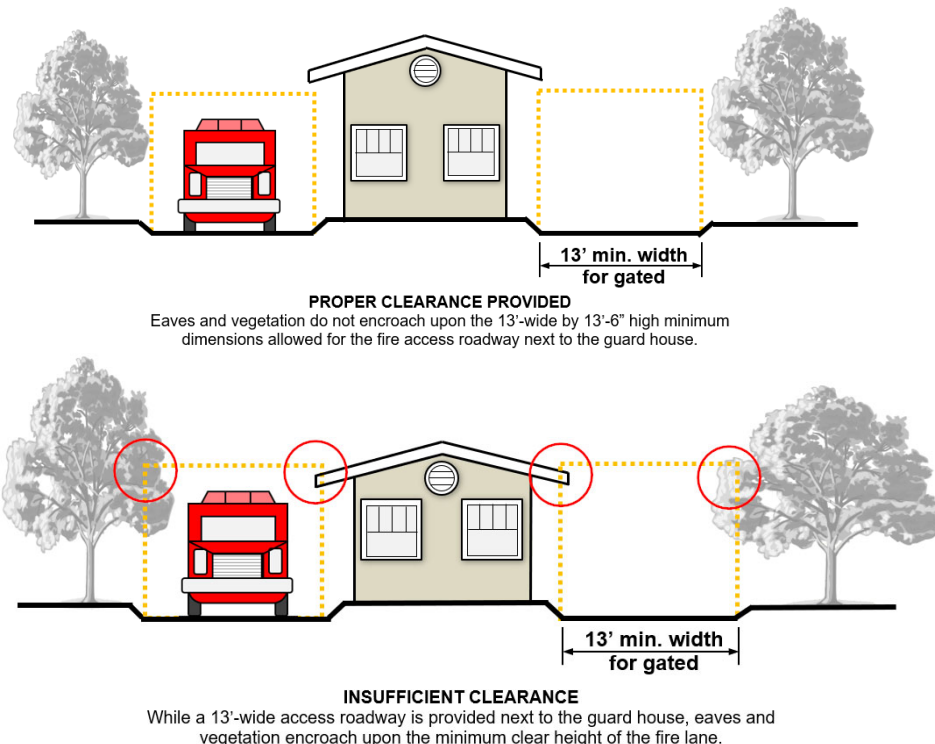 13’ min. width
for gated
PROPER CLEARANCE PROVIDED
Eaves and vegetation do not encroach upon the 13’-wide by 13’-6” high minimum
dimensions allowed for the fire access roadway next to the guard house.
13’ min. width
for gated
INSUFFICIENT CLEARANCE
While a 13’-wide access roadway is provided next to the guard house, eaves and
vegetation encroach upon the minimum clear height of the fire lane.